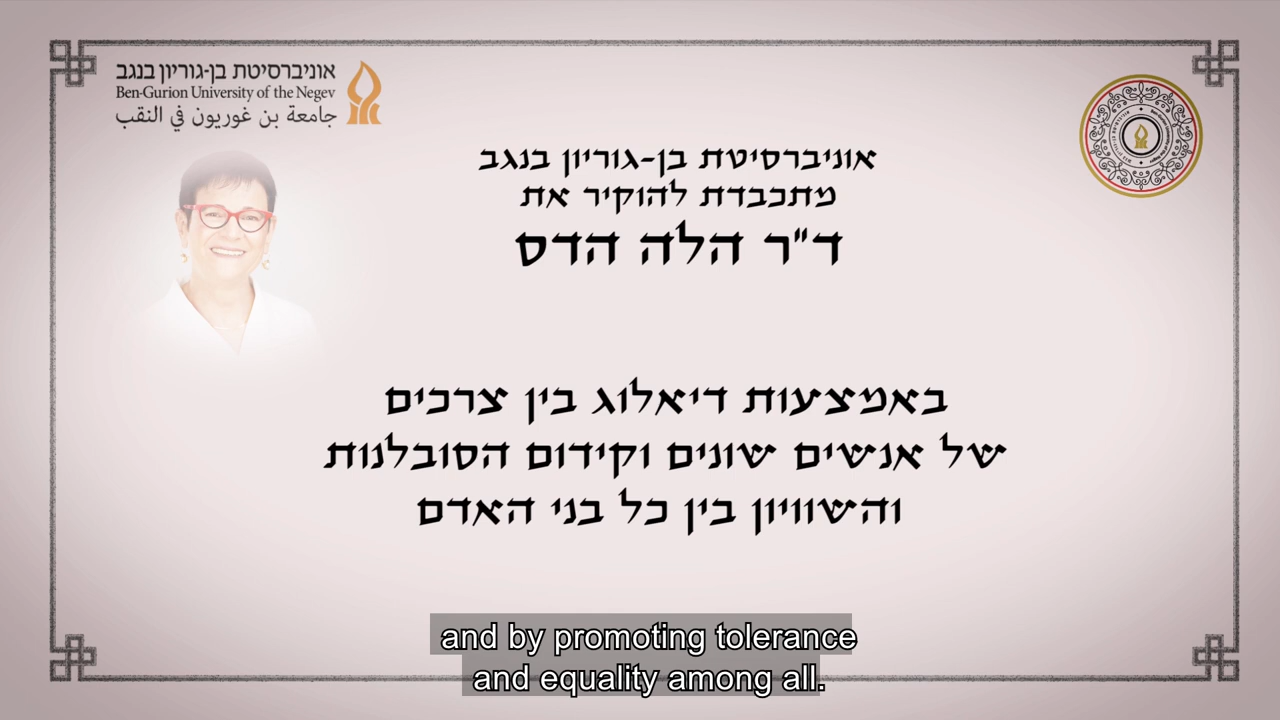 אוניברסיטת בן-גוריון בנגב
Ben-Gurion University of the Negev
جامعة بن غوريون في النقب
אוניברסיטת בן-גוריון בנגב
מתכבדת להוקיר את
ד"ר הלה הדס
באמצעות דיאלוג בין צרכים
של אנשים שונים וקידום הסובלנות
והשוויון בין כל בני האדם
and by promoting tolerance
and equality among all.